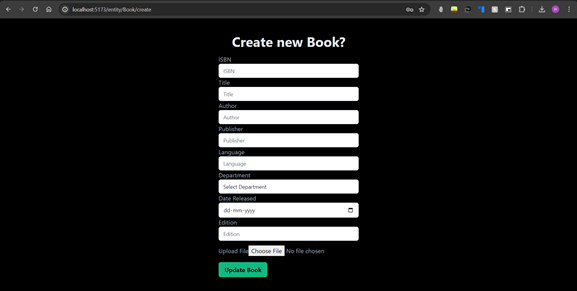 localhost:5173/entity/Book/create
Create new Book?
ISBN
ISBN
Title
Title
Author
Author
Publisher
Publisher
Language
Language
Department
Select Department
Date Released
dd-mm-yyyy
Edition
Edition
Upload File Choose File No file chosen
Update Book